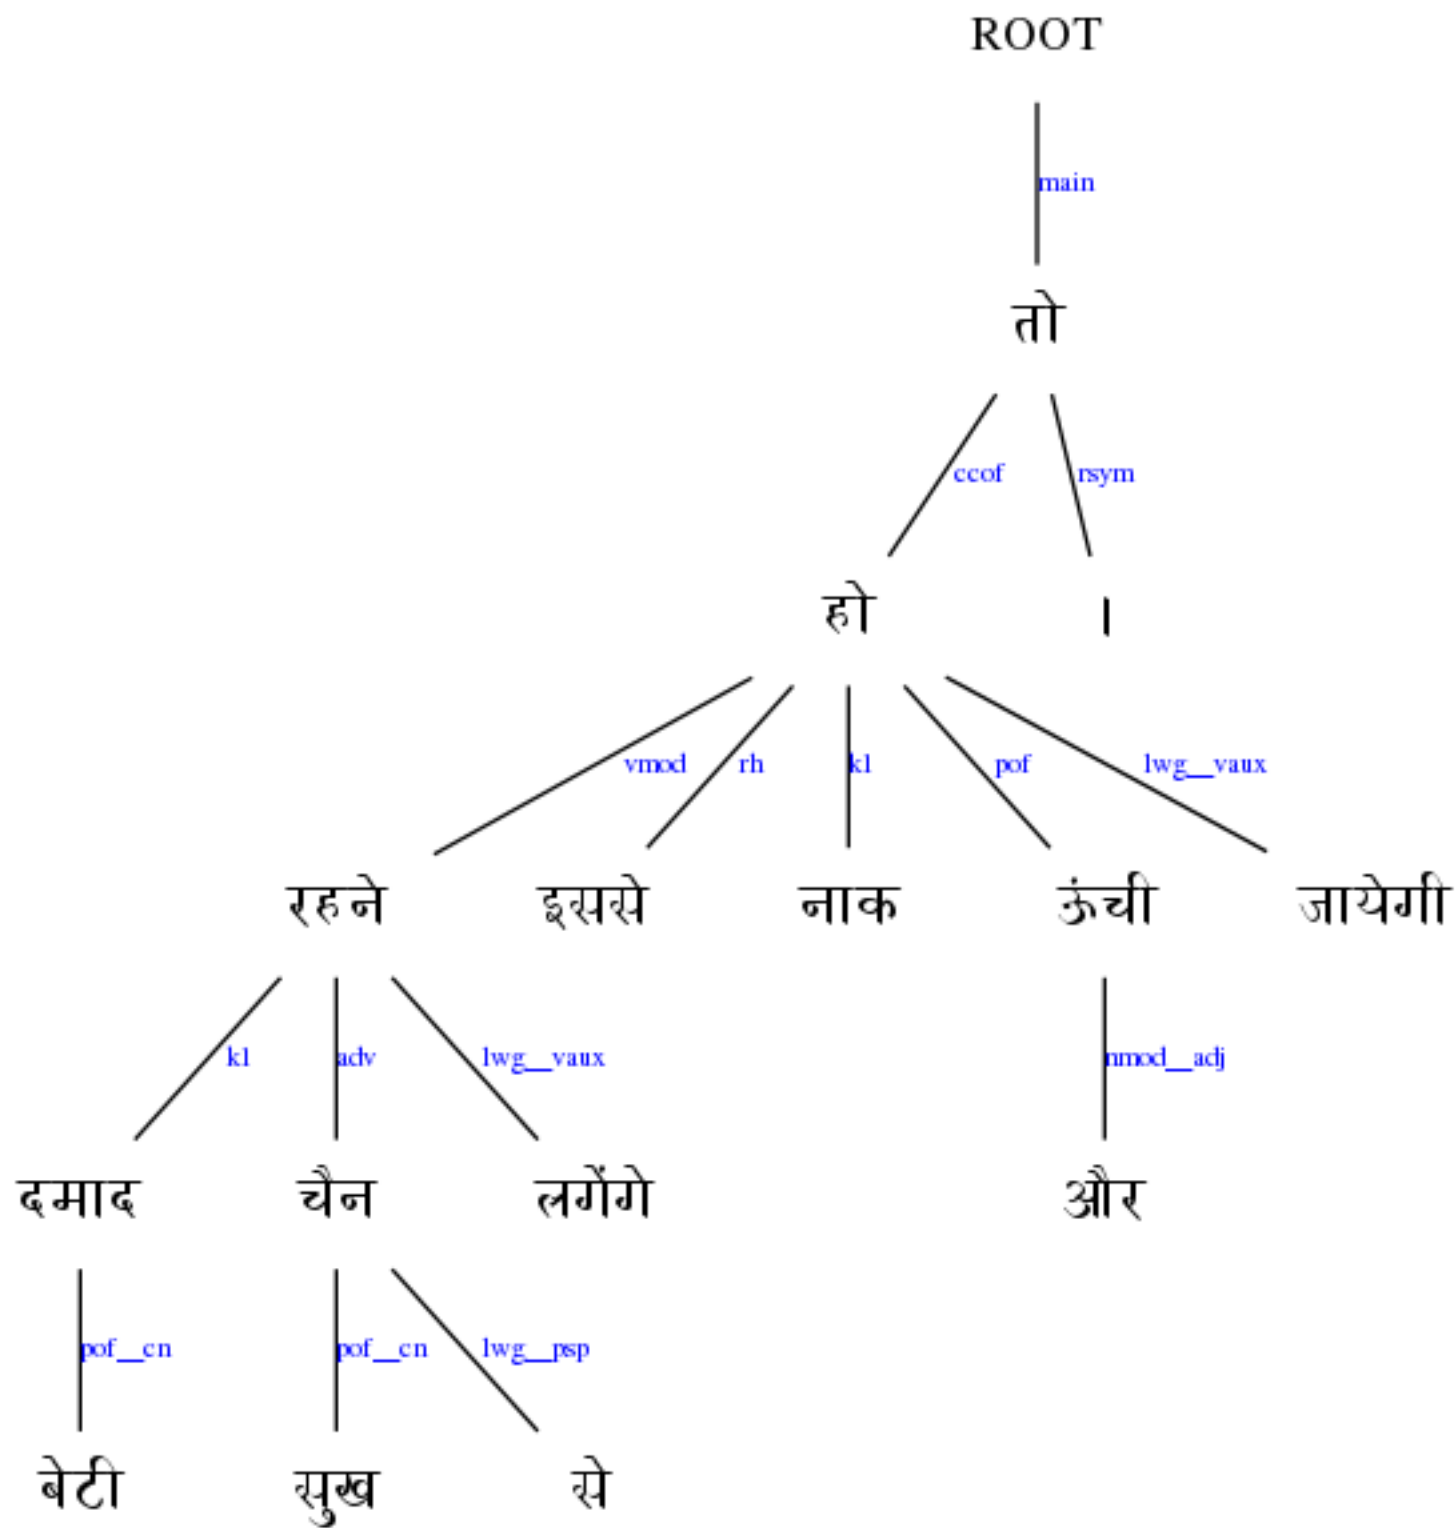 ROOT
main
तो
ccof rsym
हो ।
vmod rh k1 pof lwg__vaux
रहने इससे नाक ऊंची जायेगी
k1 adv lwg__vaux nmod__adj
दमाद चैन लगेंगे और
pof__cn pof__cn lwg__psp
बेटी सुख से